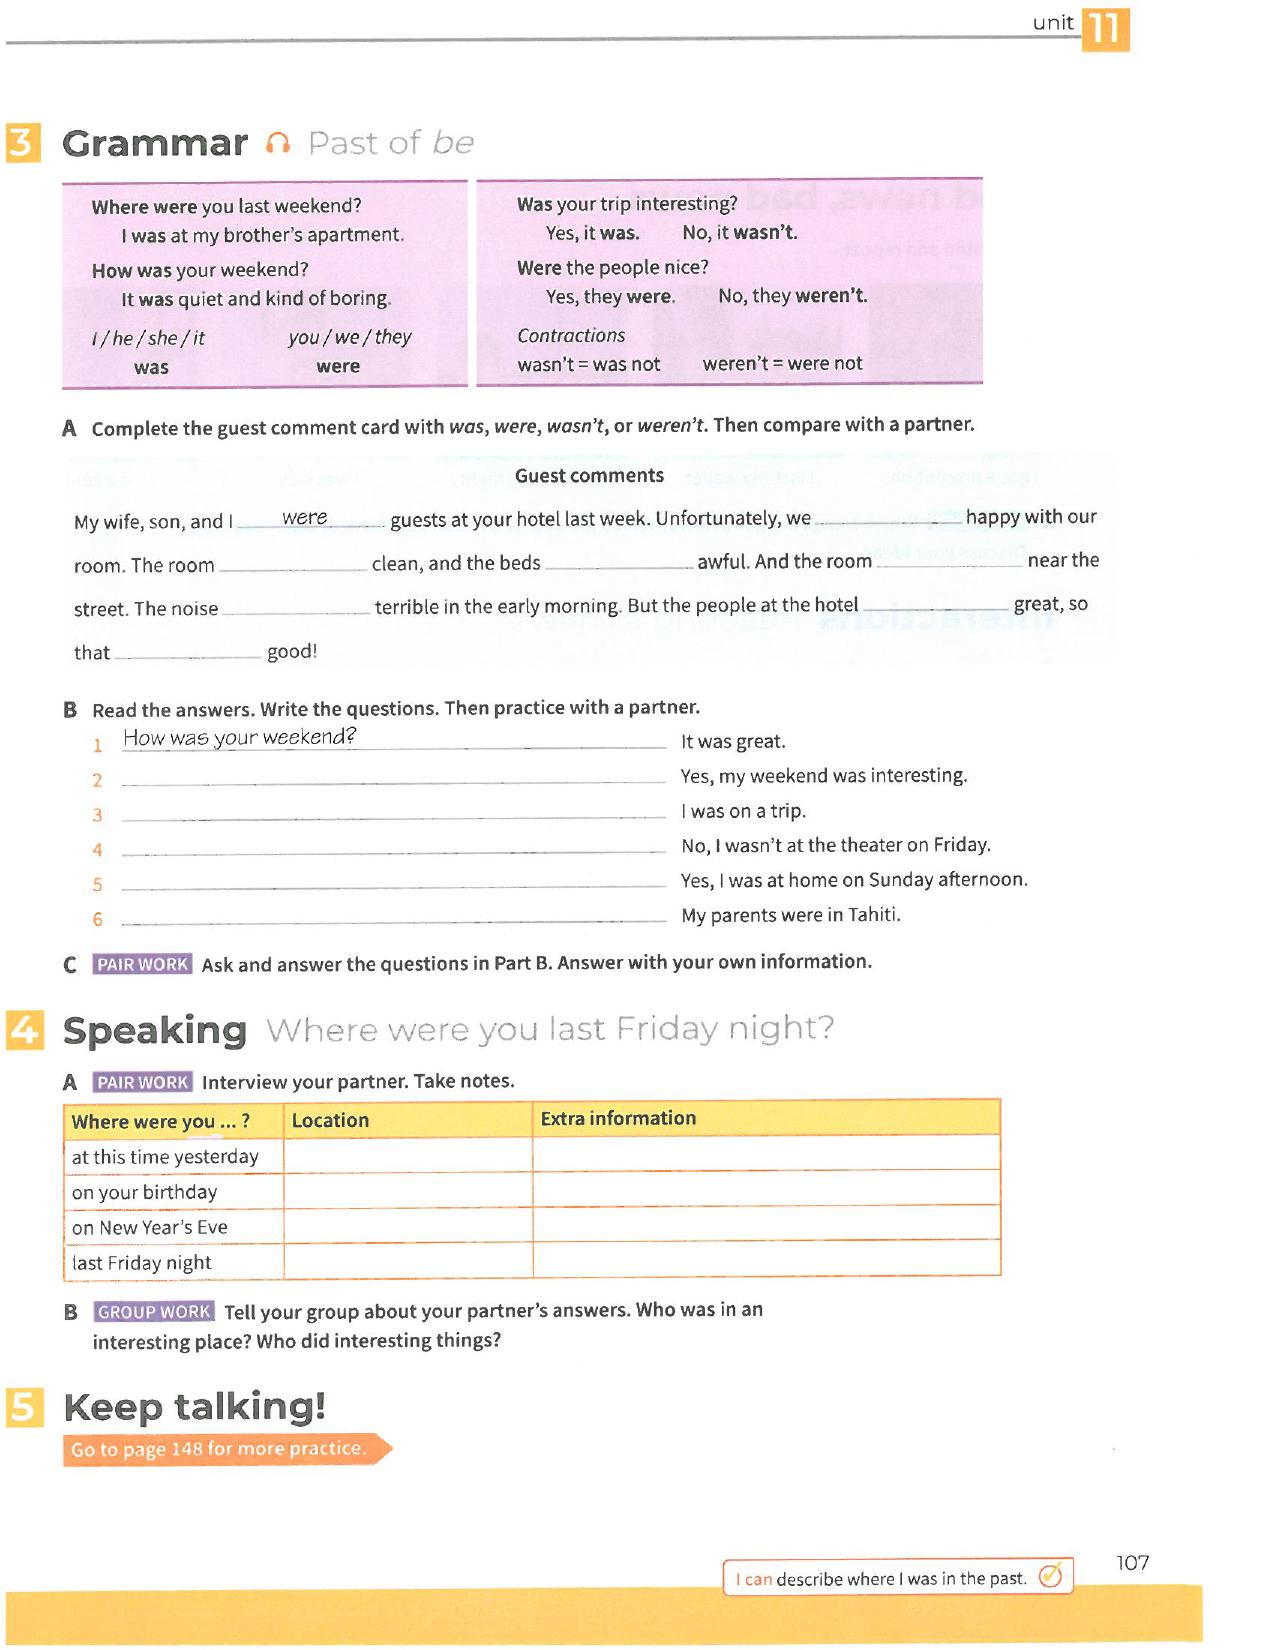 unit 11
3 Grammar Past of be
Where were you last weekend?
I was at my brother's apartment.
How was your weekend?
It was quiet and kind of boring.
I / he / she / it you / we / they
was were
Was your trip interesting?
Yes, it was. No, it wasn't.
Were the people nice?
Yes, they were. No, they weren't.
Contractions
wasn't = was not weren't = were not
A Complete the guest comment card with was, were, wasn't, or weren't. Then compare with a partner.
Guest comments
My wife, son, and I were guests at your hotel last week. Unfortunately, we ____________ happy with our
room. The room ____________ clean, and the beds ____________ awful. And the room ____________ near the
street. The noise ____________ terrible in the early morning. But the people at the hotel ____________ great, so
that ____________ good!
B Read the answers. Write the questions. Then practice with a partner.
1 How was your weekend? It was great.
2 ____________ Yes, my weekend was interesting.
3 ____________ I was on a trip.
4 ____________ No, I wasn't at the theater on Friday.
5 ____________ Yes, I was at home on Sunday afternoon.
6 ____________ My parents were in Tahiti.
C PAIR WORK Ask and answer the questions in Part B. Answer with your own information.
4 Speaking Where were you last Friday night?
A PAIR WORK Interview your partner. Take notes.
Where were you ... ? Location Extra information
at this time yesterday
on your birthday
on New Year's Eve
last Friday night
B GROUP WORK Tell your group about your partner's answers. Who was in an
interesting place? Who did interesting things?
5 Keep talking!
Go to page 148 for more practice.
I can describe where I was in the past.
107